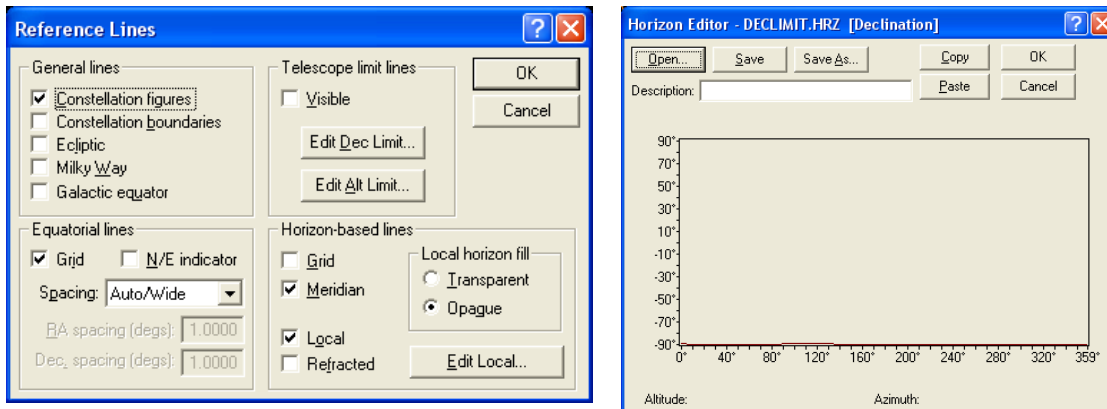 Reference Lines
General lines
Constellation figures
Constellation boundaries
Ecliptic
Milky Way
Galactic equator
Telescope limit lines
Visible
Edit Dec Limit...
Edit Alt Limit...
OK
Cancel
Equatorial lines
Grid
N/E indicator
Spacing: Auto/Wide
RA spacing (degs): 1.0000
Dec. spacing (degs): 1.0000
Horizon-based lines
Grid
Meridian
Local
Refracted
Local horizon fill
Transparent
Opaque
Edit Local...
Horizon Editor - DECLIMIT.HRZ [Declination]
Open...
Save
Save As...
Copy
OK
Description:
Paste
Cancel
90°
70°
50°
30°
10°
-10°
-30°
-50°
-70°
-90°
0° 40° 80° 120° 160° 200° 240° 280° 320° 359°
Altitude: Azimuth: